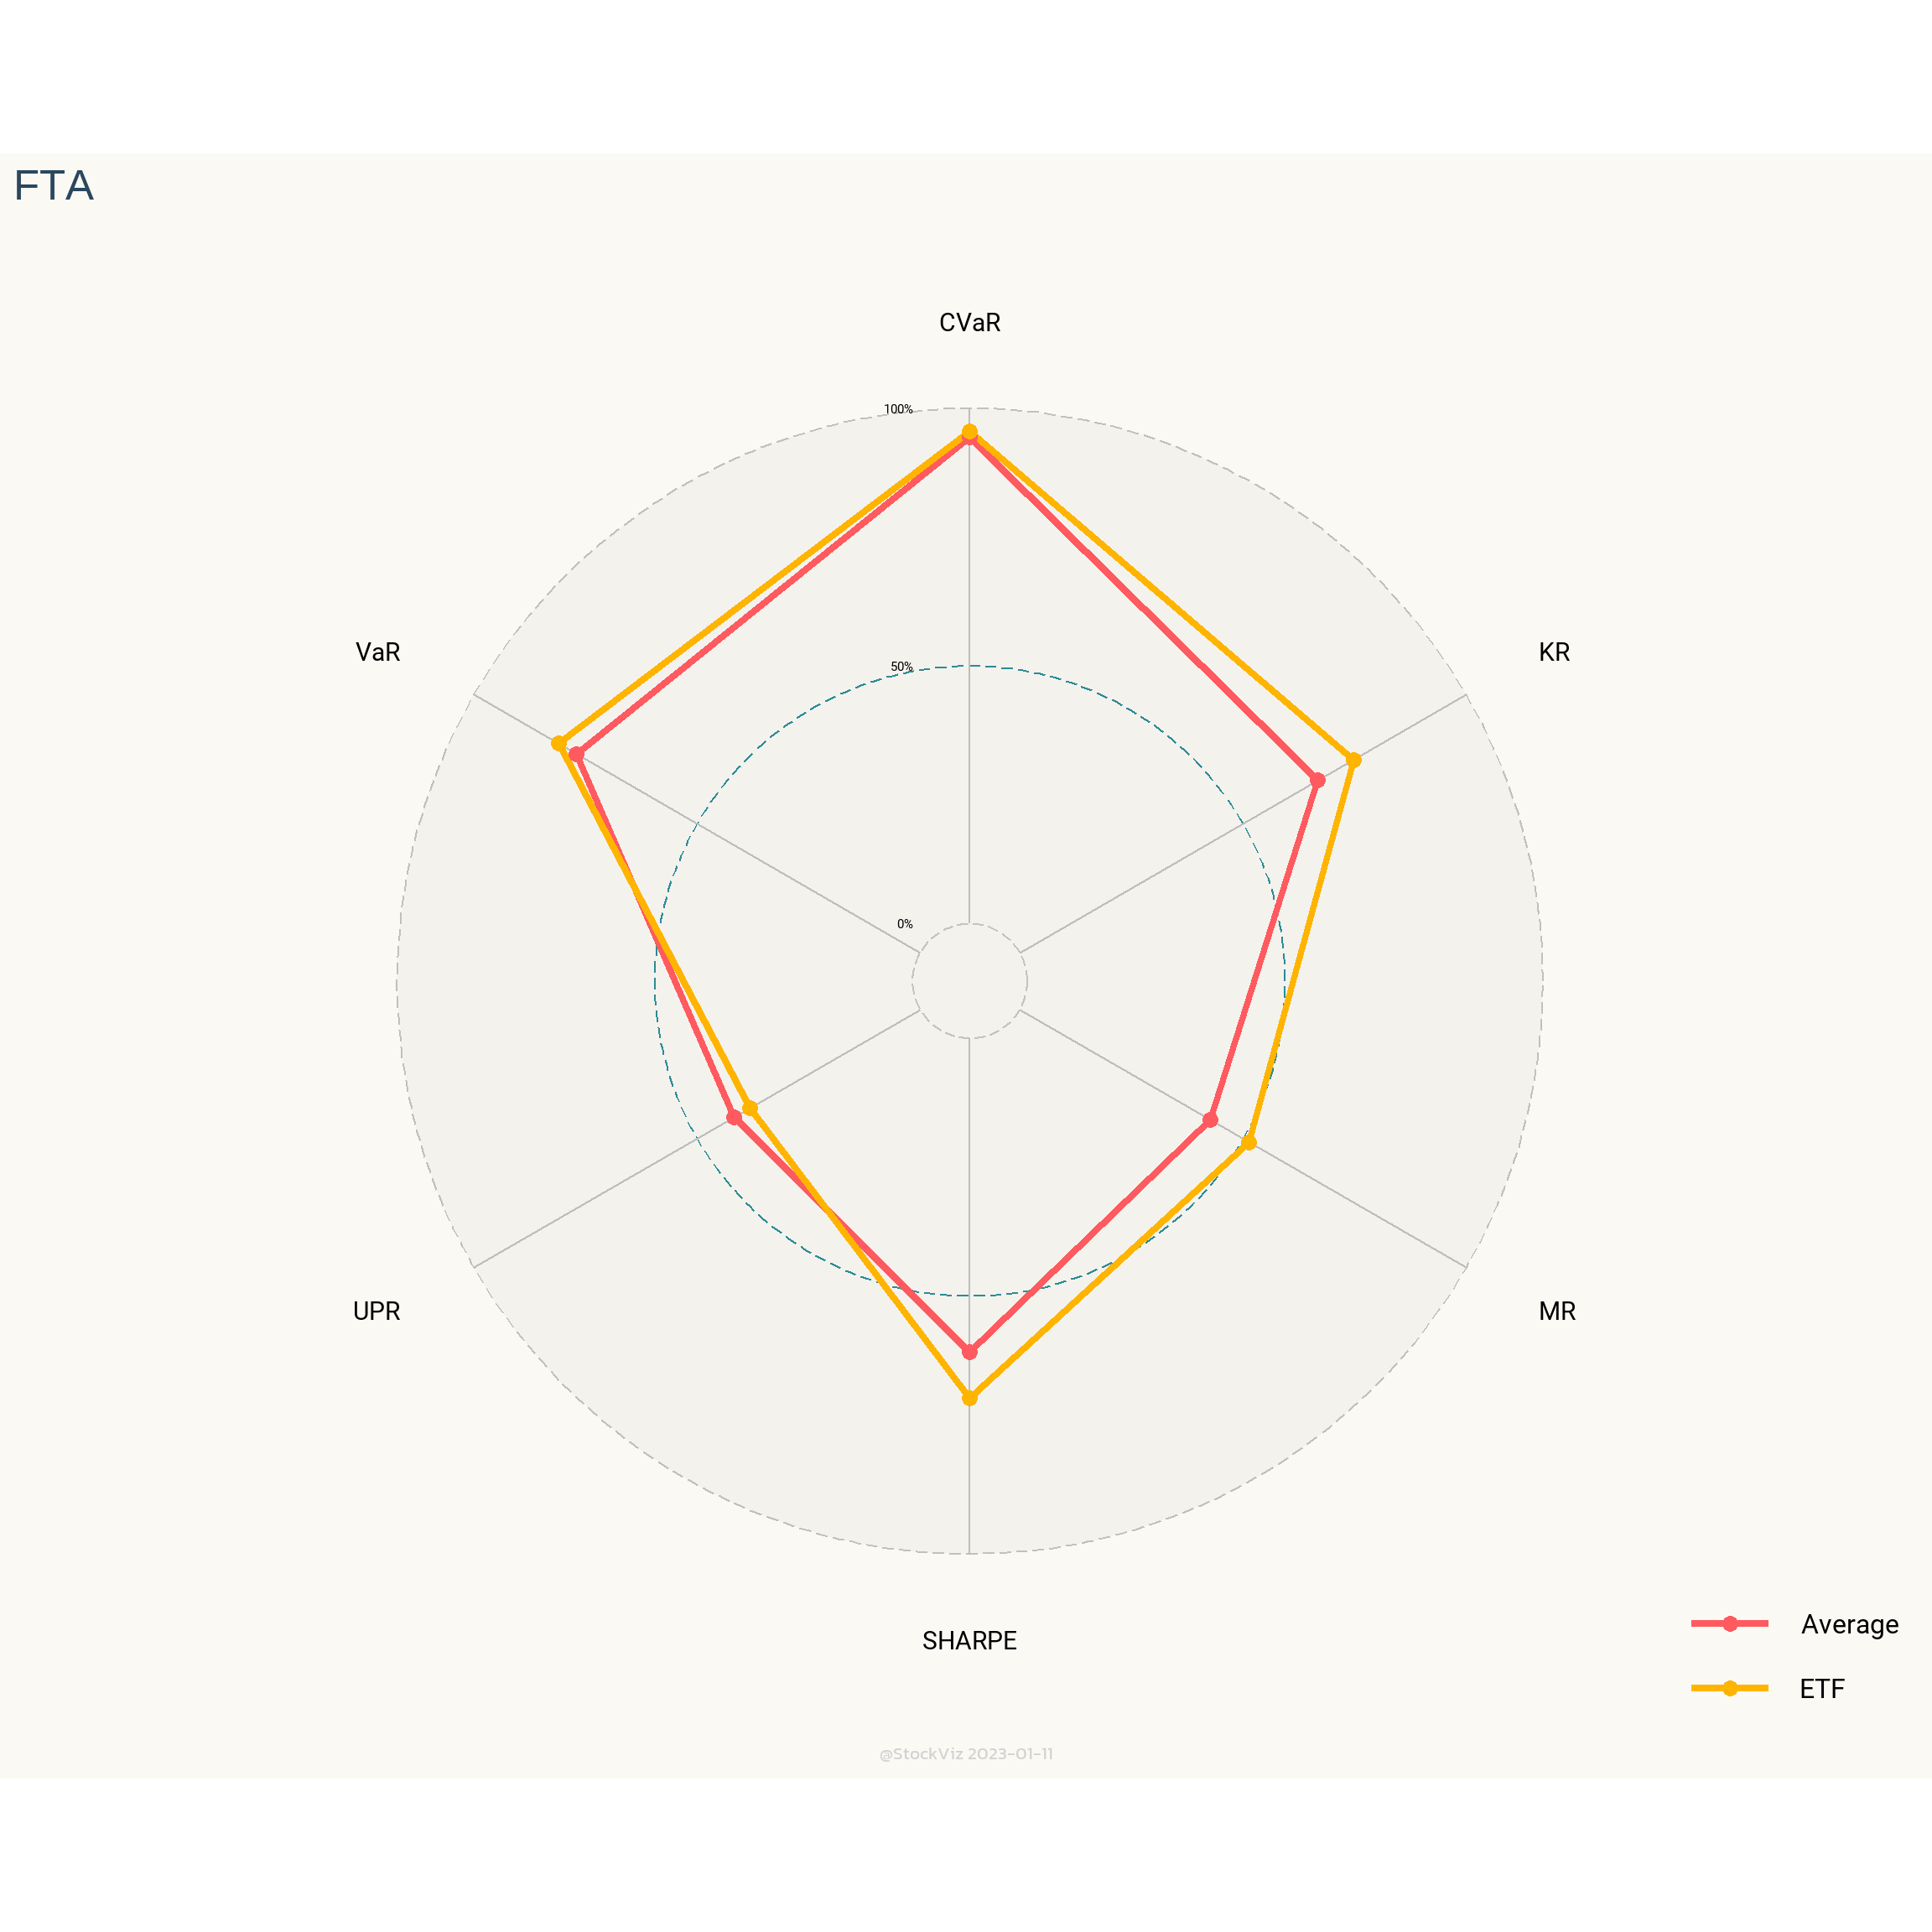 FTA
CVaR
100%
KR
VaR
50%
0%
UPR
MR
SHARPE
Average
ETF
@StockViz 2023-01-11